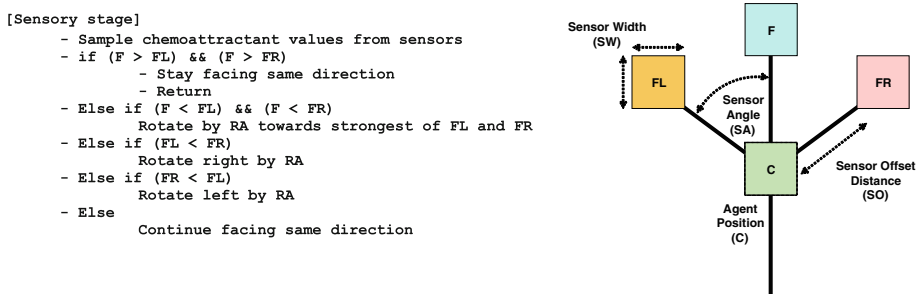 [Sensory stage]
- Sample chemoattractant values from sensors
- if (F > FL) && (F > FR)
- Stay facing same direction
- Return
- Else if (F < FL) && (F < FR)
Rotate by RA towards strongest of FL and FR
- Else if (FL < FR)
Rotate right by RA
- Else if (FR < FL)
Rotate left by RA
- Else
Continue facing same direction
Sensor Width
(SW)
F
FL
FR
Sensor
Angle
(SA)
C
Sensor Offset
Distance
(SO)
Agent
Position
(C)